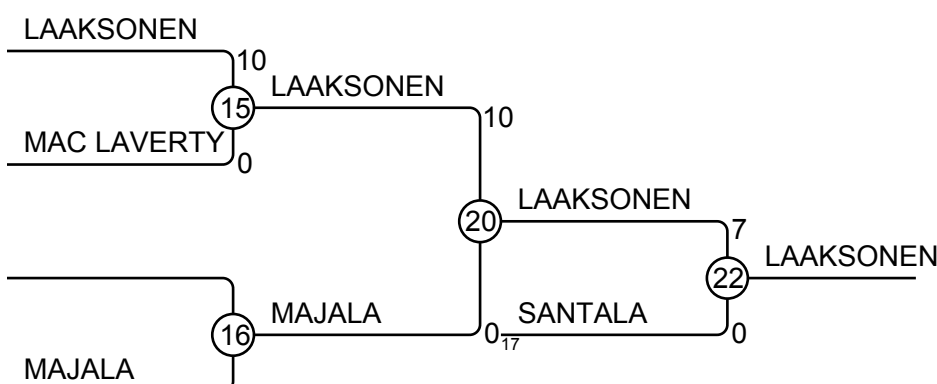 LAAKSONEN
10
15
LAAKSONEN
MAC LAVERTY
0
10
20
LAAKSONEN
7
22
LAAKSONEN
16
MAJALA
0
17
SANTALA
0
MAJALA